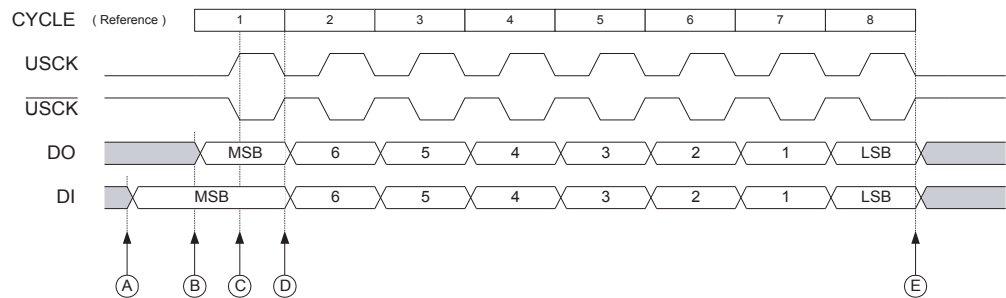 CYCLE ( Reference ) 1 2 3 4 5 6 7 8
USCK
USCK
DO MSB 6 5 4 3 2 1 LSB
DI MSB 6 5 4 3 2 1 LSB
A B C D E